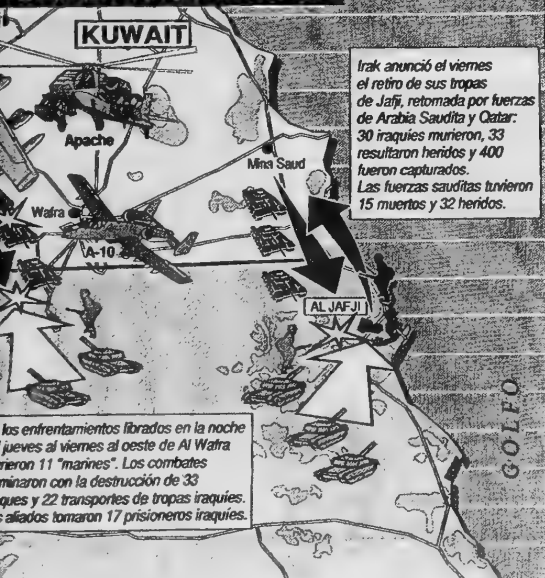 KUWAIT
Apache
Irak anunció el viernes
el retiro de sus tropas
de Jafji, retomada por fuerzas
de Arabia Saudita y Qatar:
30 iraquíes murieron, 33
resultaron heridos y 400
fueron capturados.
Las fuerzas sauditas tuvieron
15 muertos y 32 heridos.
Mina Saud
Wafra
A-10
AL JAFJI
GOLFO
los enfrentamientos librados en la noche
jueves al viernes al oeste de Al Wafra
rieron 11 "marines". Los combates
minaron con la destrucción de 33
ques y 22 transportes de tropas iraquíes.
s aliados tomaron 17 prisioneros iraquíes.